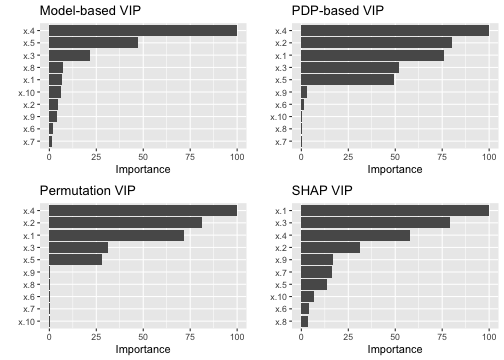 Model-based VIP
x.4
x.5
x.3
x.8
x.1
x.10
x.2
x.9
x.6
x.7
0 25 50 75 100
Importance
PDP-based VIP
x.4
x.2
x.1
x.3
x.5
x.9
x.6
x.10
x.8
x.7
0 25 50 75 100
Importance
Permutation VIP
x.4
x.2
x.1
x.3
x.5
x.9
x.8
x.6
x.7
x.10
0 25 50 75 100
Importance
SHAP VIP
x.1
x.3
x.4
x.2
x.9
x.7
x.5
x.10
x.6
x.8
0 25 50 75 100
Importance